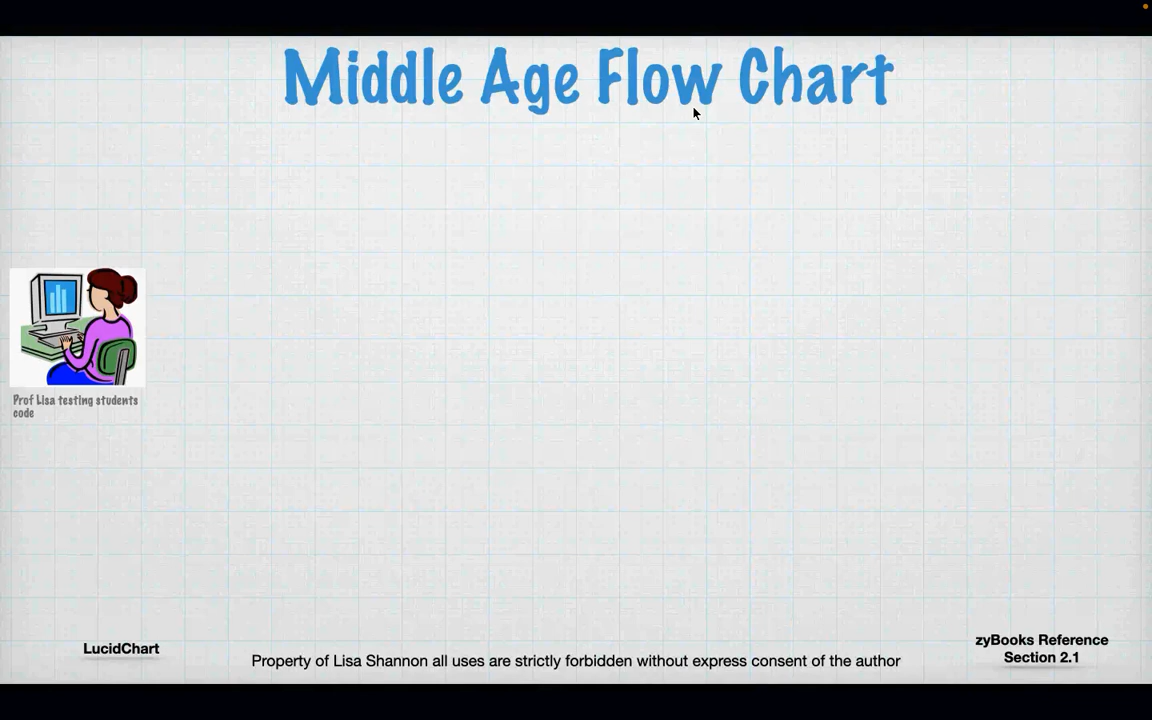 Middle Age Flow Chart
Prof Lisa testing students
code
LucidChart
Property of Lisa Shannon all uses are strictly forbidden without express consent of the author
zyBooks Reference
Section 2.1